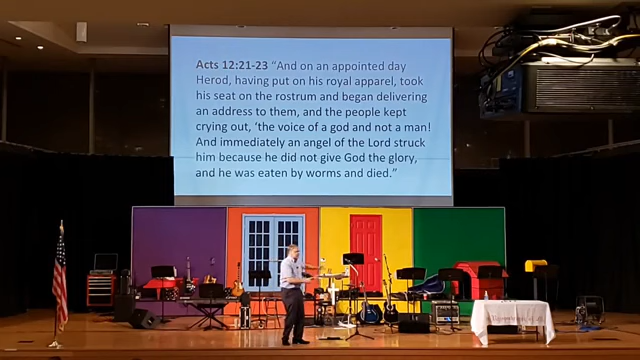 Acts 12:21-23 “And on an appointed day
Herod, having put on his royal apparel, took
his seat on the rostrum and began delivering
an address to them, and the people kept
crying out, ‘the voice of a god and not a man!
And immediately an angel of the Lord struck
him because he did not give God the glory,
and he was eaten by worms and died.”